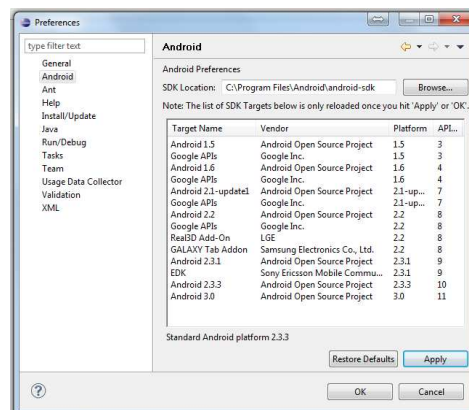 Preferences
type filter text
General
Android
Ant
Help
Install/Update
Java
Run/Debug
Tasks
Team
Usage Data Collector
Validation
XML
Android
Android Preferences
SDK Location: C:\Program Files\Android\android-sdk Browse...
Note: The list of SDK Targets below is only reloaded once you hit 'Apply' or 'OK'.
Target Name Vendor Platform API...
Android 1.5 Android Open Source Project 1.5 3
Google APIs Google Inc. 1.5 3
Android 1.6 Android Open Source Project 1.6 4
Google APIs Google Inc. 1.6 4
Android 2.1-update1 Android Open Source Project 2.1-up... 7
Google APIs Google Inc. 2.1-up... 7
Android 2.2 Android Open Source Project 2.2 8
Google APIs Google Inc. 2.2 8
Real3D Add-On LGE 2.2 8
GALAXY Tab Addon Samsung Electronics Co., Ltd. 2.2 8
Android 2.3.1 Android Open Source Project 2.3.1 9
EDK Sony Ericsson Mobile Commu... 2.3.1 9
Android 2.3.3 Android Open Source Project 2.3.3 10
Android 3.0 Android Open Source Project 3.0 11
Standard Android platform 2.3.3
Restore Defaults Apply
OK Cancel